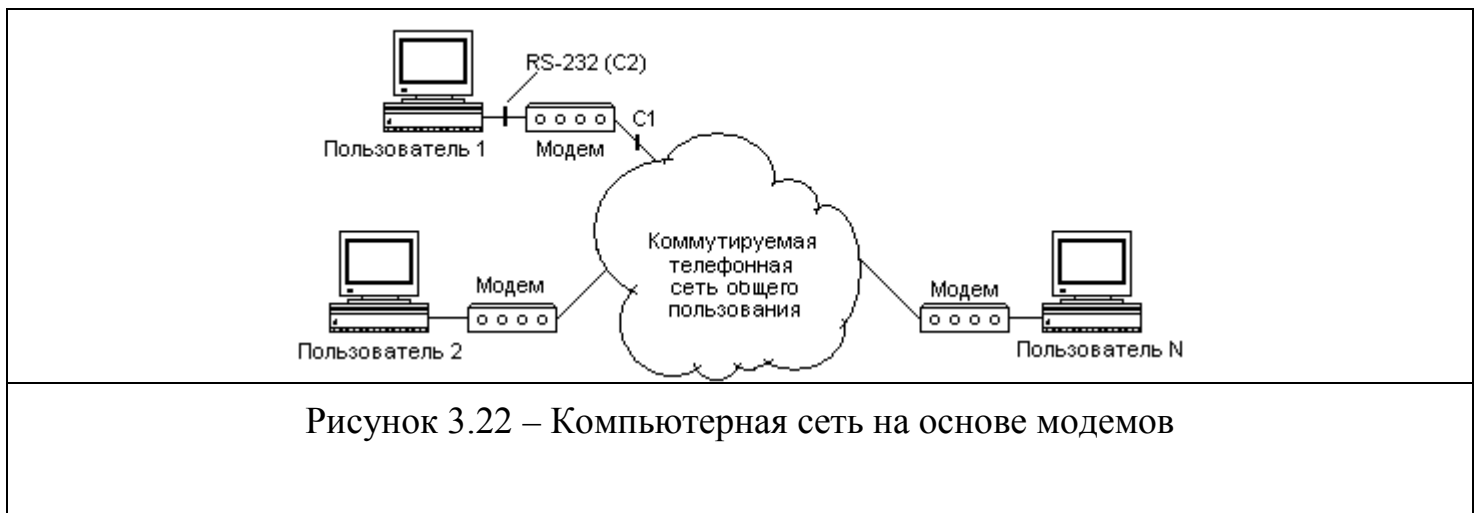 RS-232 (C2)
C1
Пользователь 1
Модем
Коммутируемая
телефонная
сеть общего
пользования
Модем
Пользователь 2
Модем
Пользователь N
Рисунок 3.22 – Компьютерная сеть на основе модемов